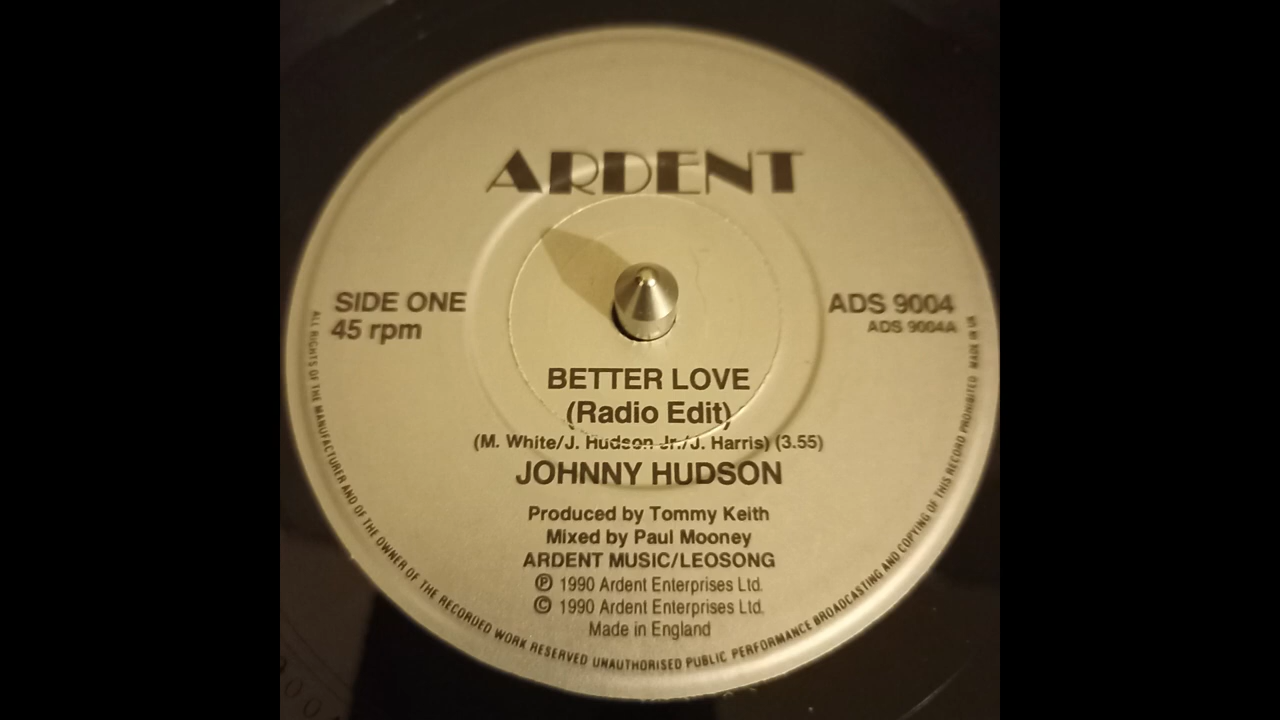 ARDENT
SIDE ONE
45 rpm
ADS 9004
ADS 9004A
BETTER LOVE
(Radio Edit)
(M. White/J. Hudson Jr./J. Harris) (3.55)
JOHNNY HUDSON
Produced by Tommy Keith
Mixed by Paul Mooney
ARDENT MUSIC/LEOSONG
Ⓟ 1990 Ardent Enterprises Ltd.
© 1990 Ardent Enterprises Ltd.
Made in England
ALL RIGHTS OF THE MANUFACTURER AND OF THE OWNER OF THE RECORDED WORK RESERVED UNAUTHORISED PUBLIC PERFORMANCE BROADCASTING AND COPYING OF THIS RECORD PROHIBITED MADE IN UK